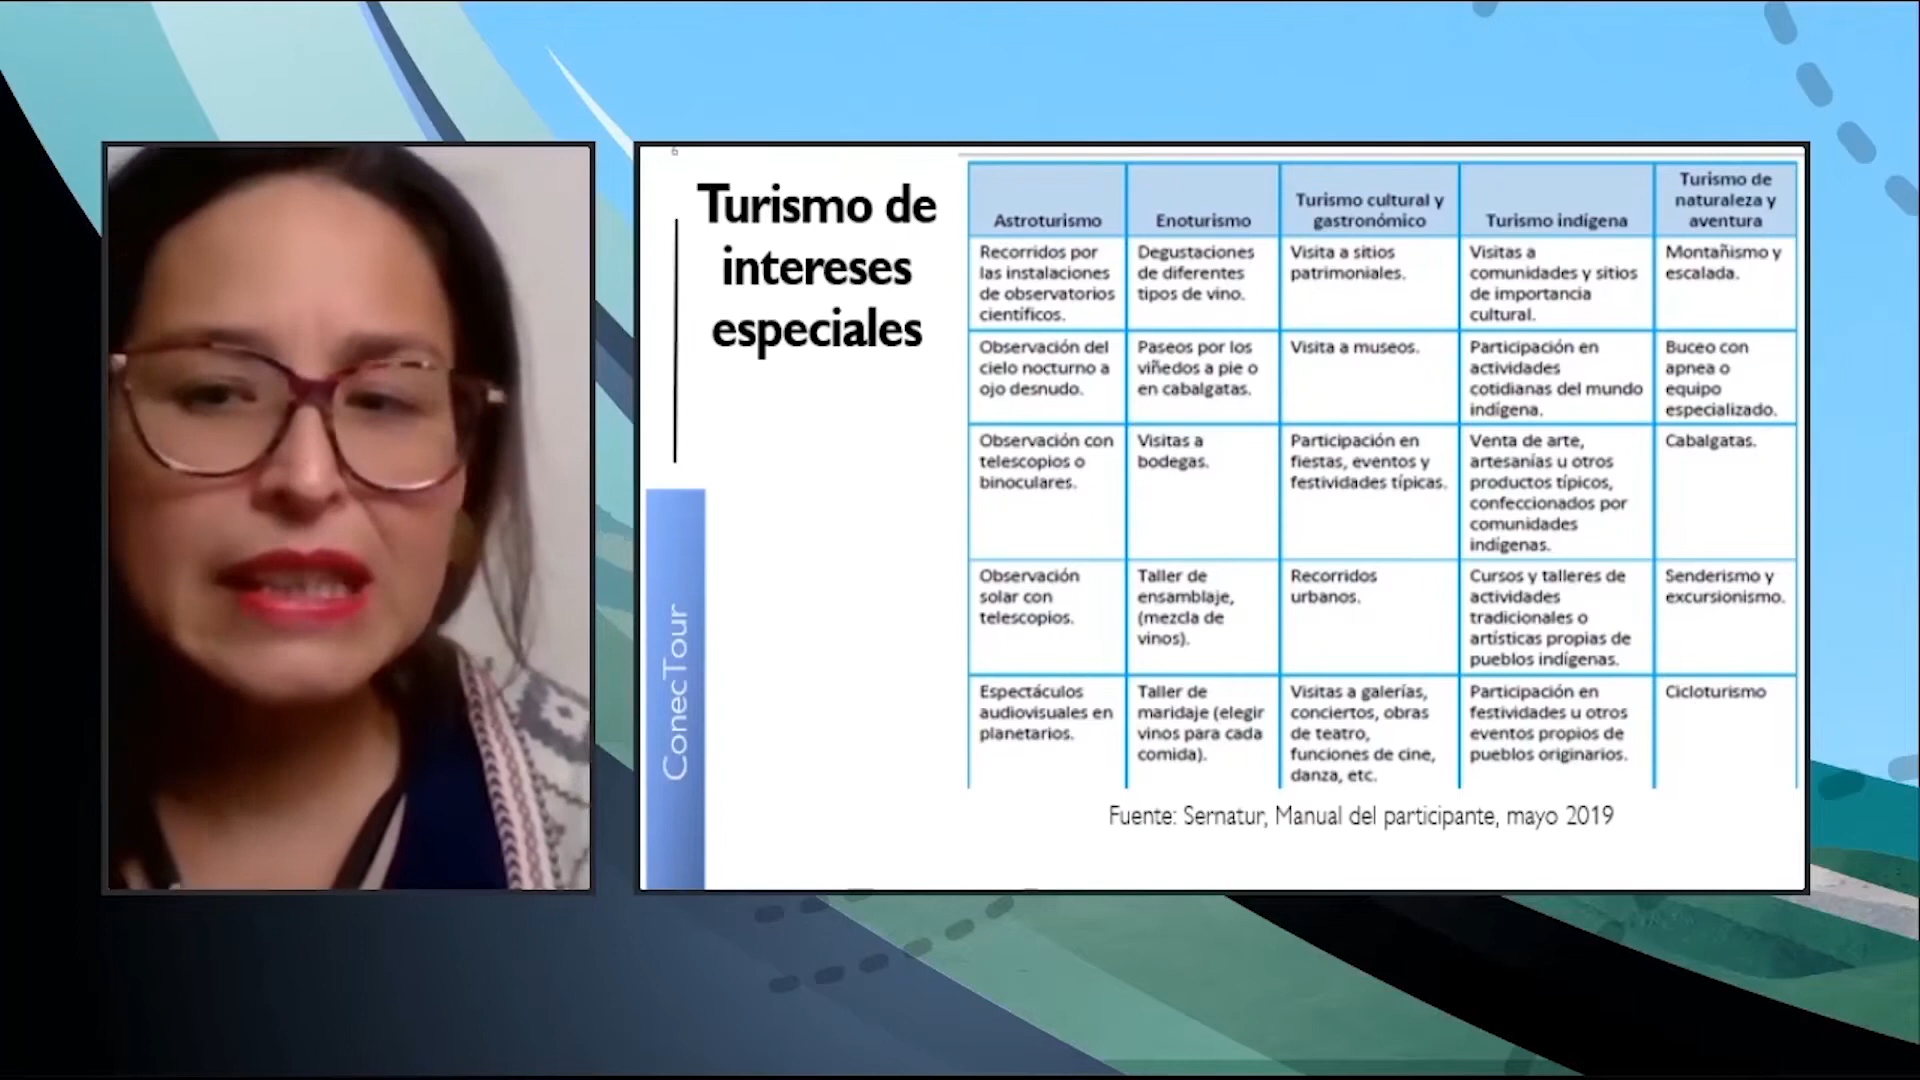 6
Turismo de
intereses
especiales
ConecTour
Astroturismo
Enoturismo
Turismo cultural y
gastronómico
Turismo indígena
Turismo de
naturaleza y
aventura
Recorridos por
las instalaciones
de observatorios
científicos.
Degustaciones
de diferentes
tipos de vino.
Visita a sitios
patrimoniales.
Visitas a
comunidades y sitios
de importancia
cultural.
Montañismo y
escalada.
Observación del
cielo nocturno a
ojo desnudo.
Paseos por los
viñedos a pie o
en cabalgatas.
Visita a museos.
Participación en
actividades
cotidianas del mundo
indígena.
Buceo con
apnea o
equipo
especializado.
Observación con
telescopios o
binoculares.
Visitas a
bodegas.
Participación en
fiestas, eventos y
festividades típicas.
Venta de arte,
artesanías u otros
productos típicos,
confeccionados por
comunidades
indígenas.
Cabalgatas.
Observación
solar con
telescopios.
Taller de
ensamblaje,
(mezcla de
vinos).
Recorridos
urbanos.
Cursos y talleres de
actividades
tradicionales o
artísticas propias de
pueblos indígenas.
Senderismo y
excursionismo.
Espectáculos
audiovisuales en
planetarios.
Taller de
maridaje (elegir
vinos para cada
comida).
Visitas a galerías,
conciertos, obras
de teatro,
funciones de cine,
danza, etc.
Participación en
festividades u otros
eventos propios de
pueblos originarios.
Cicloturismo
Fuente: Sernatur, Manual del participante, mayo 2019